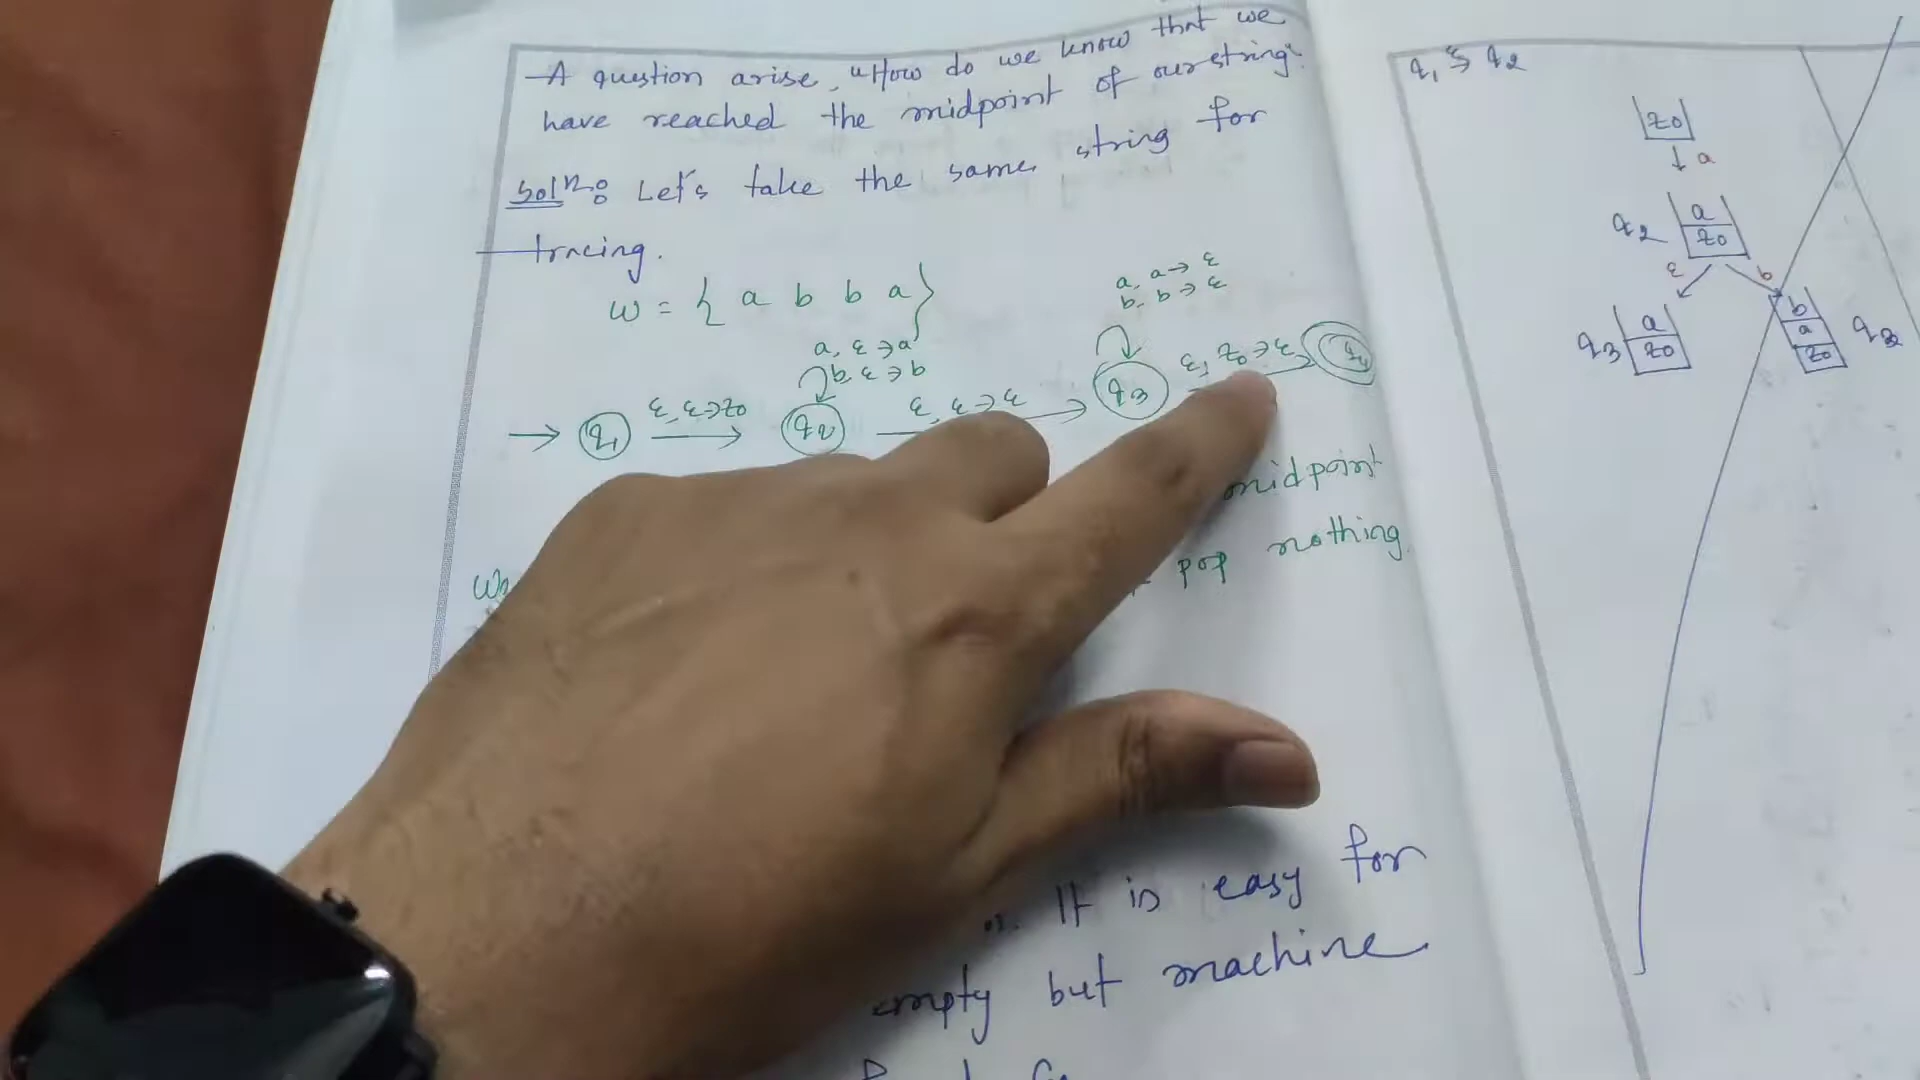 A question arise, "How do we know that we
have reached the midpoint of our string"
Soln: Let's take the same string for
tracing.
w = { a b b a }
a, ε → a
b, ε → b
a, a → ε
b, b → ε
→ q1 ε, ε → z0 q2 ε, ε → ε q3 ε, z0 → ε q4
midpoint
pop nothing.
It is easy for
empty but machine
q1 q2
z0
↓ a
q2 a
z0
ε b
q3 a
z0
b
a
z0